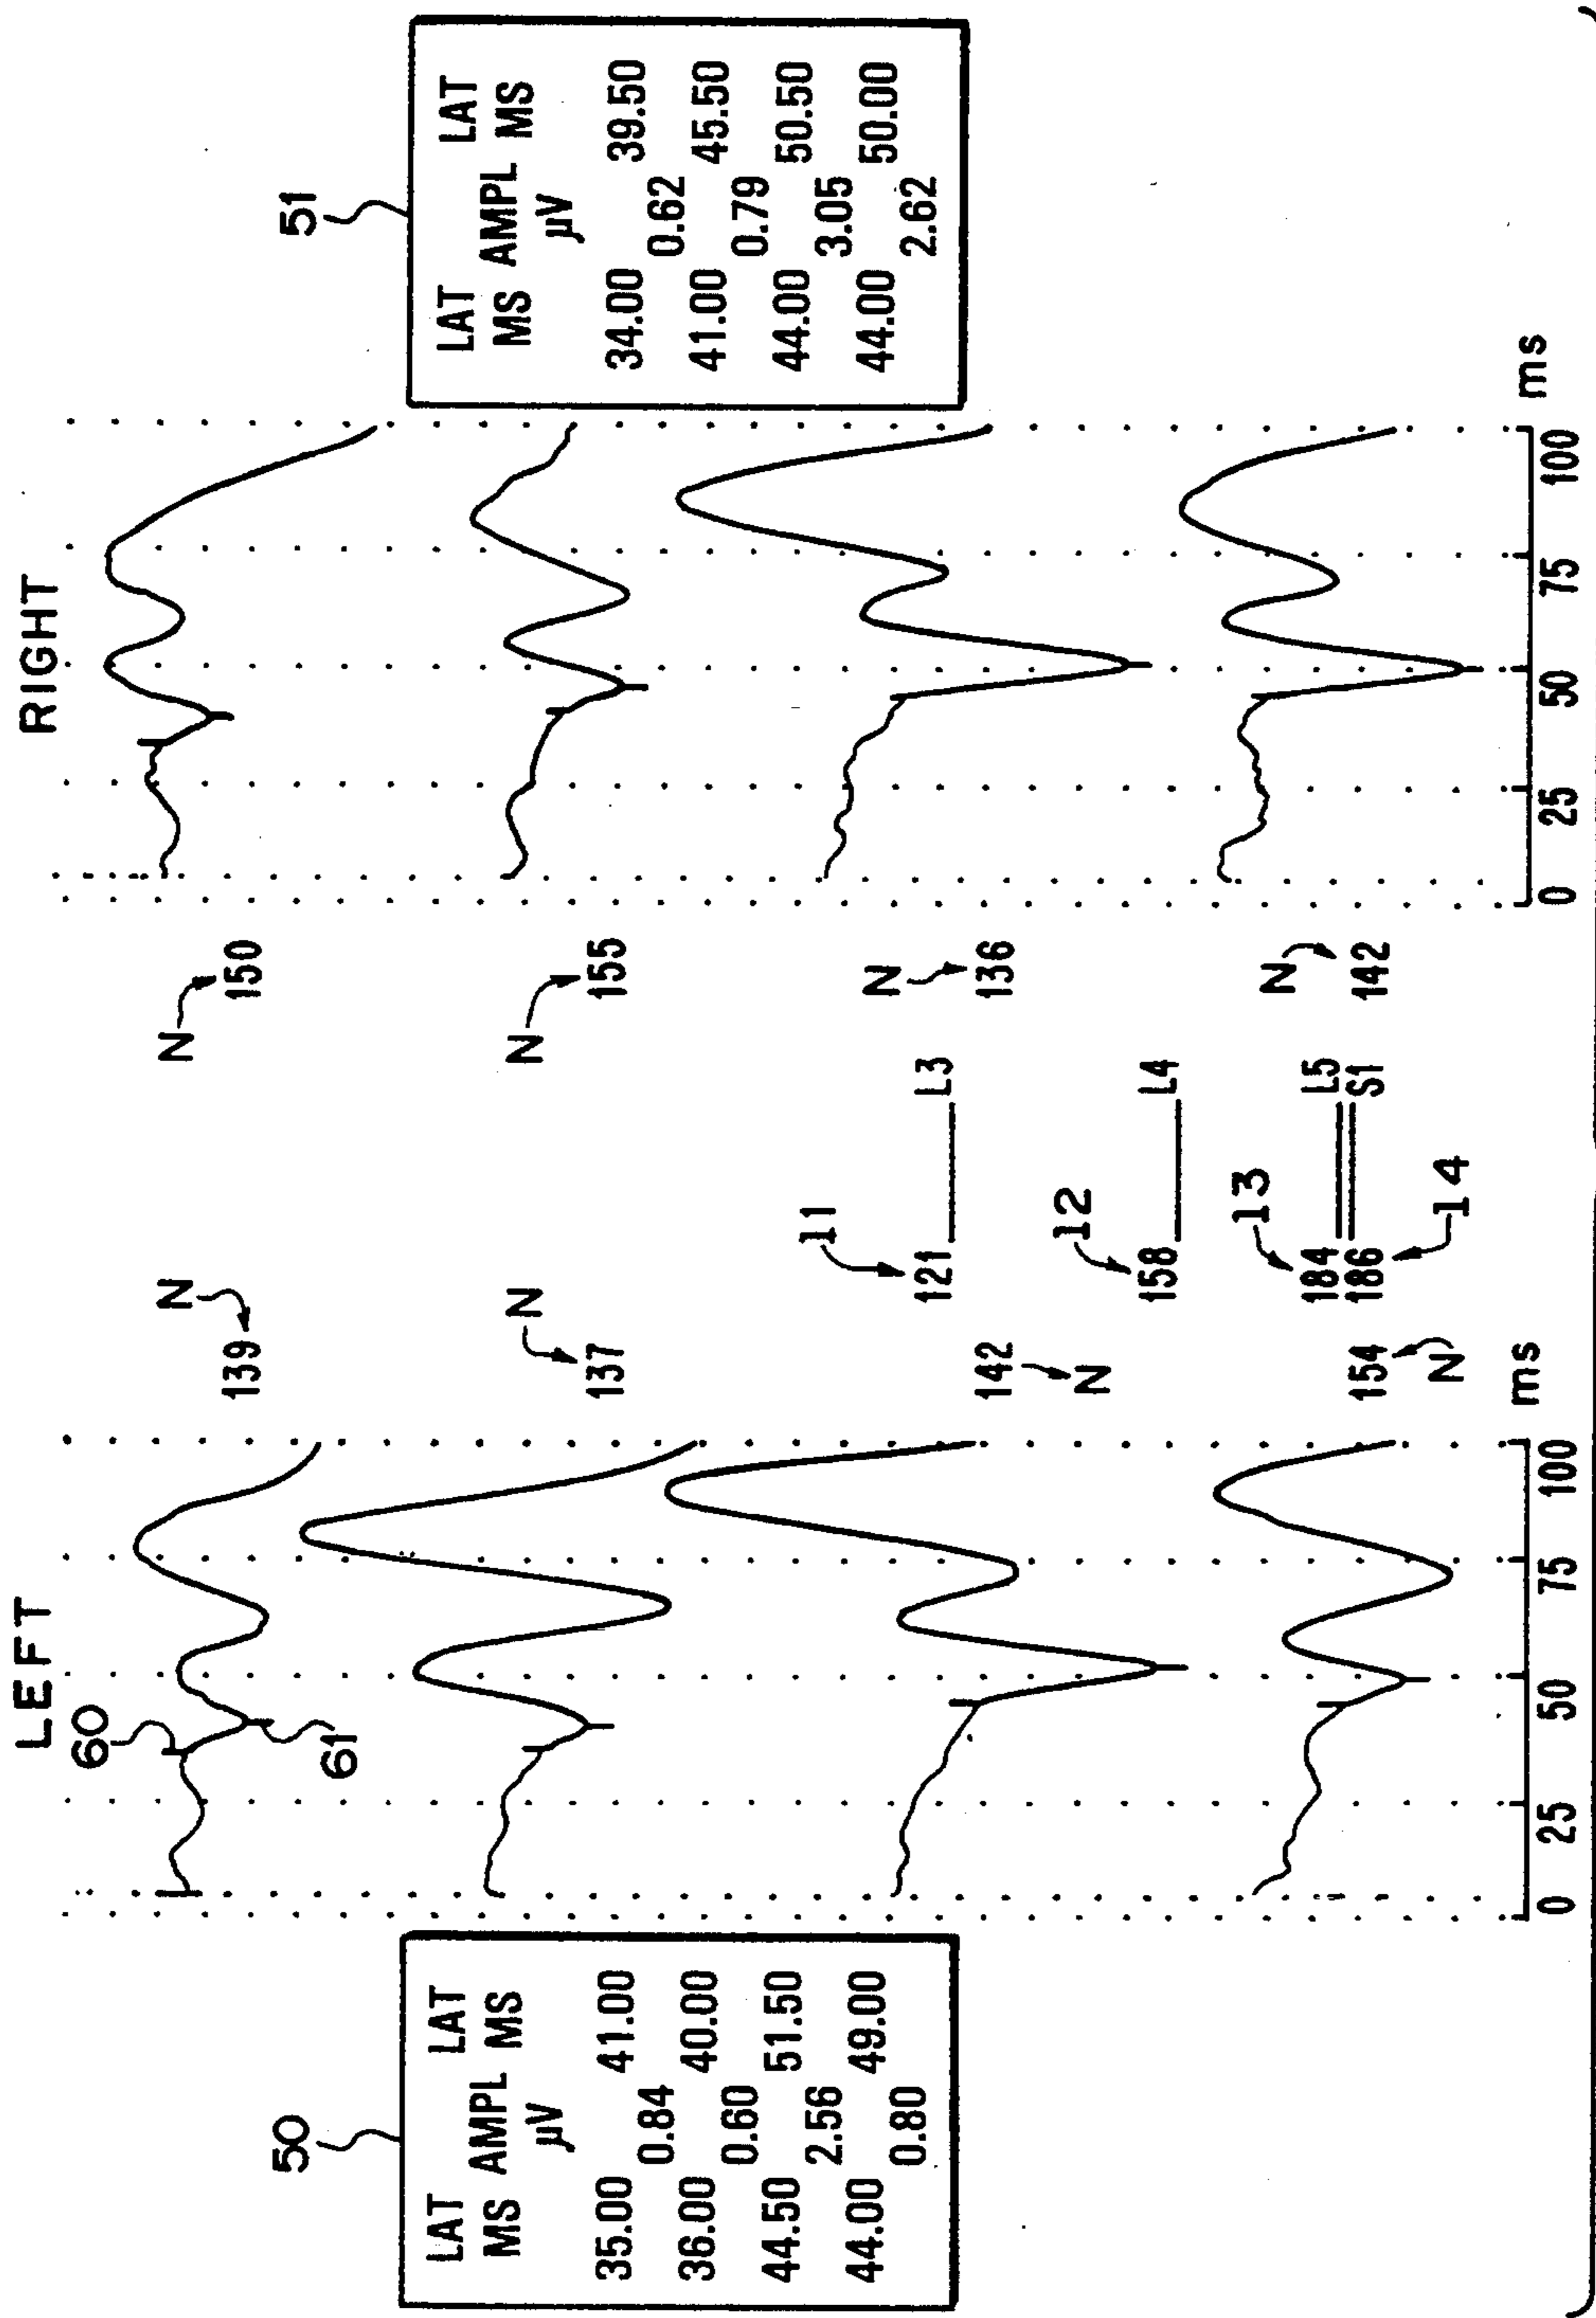 LEFT
RIGHT
50
LAT LAT
MS AMPL MS
µV
35.00 41.00
0.84
36.00 40.00
0.60
44.50 51.50
2.56
44.00 49.00
0.80
60
61
0 25 50 75 100 ms
N
139
N
137
142
N
154
N
11
121 L3
12
158 L4
13
184 L5
186 S1
14
N
150
N
155
N
136
N
142
0 25 50 75 100 ms
51
LAT LAT
MS AMPL MS
µV
34.00 39.50
0.62
41.00 45.50
0.79
44.00 50.50
3.05
44.00 50.00
2.62